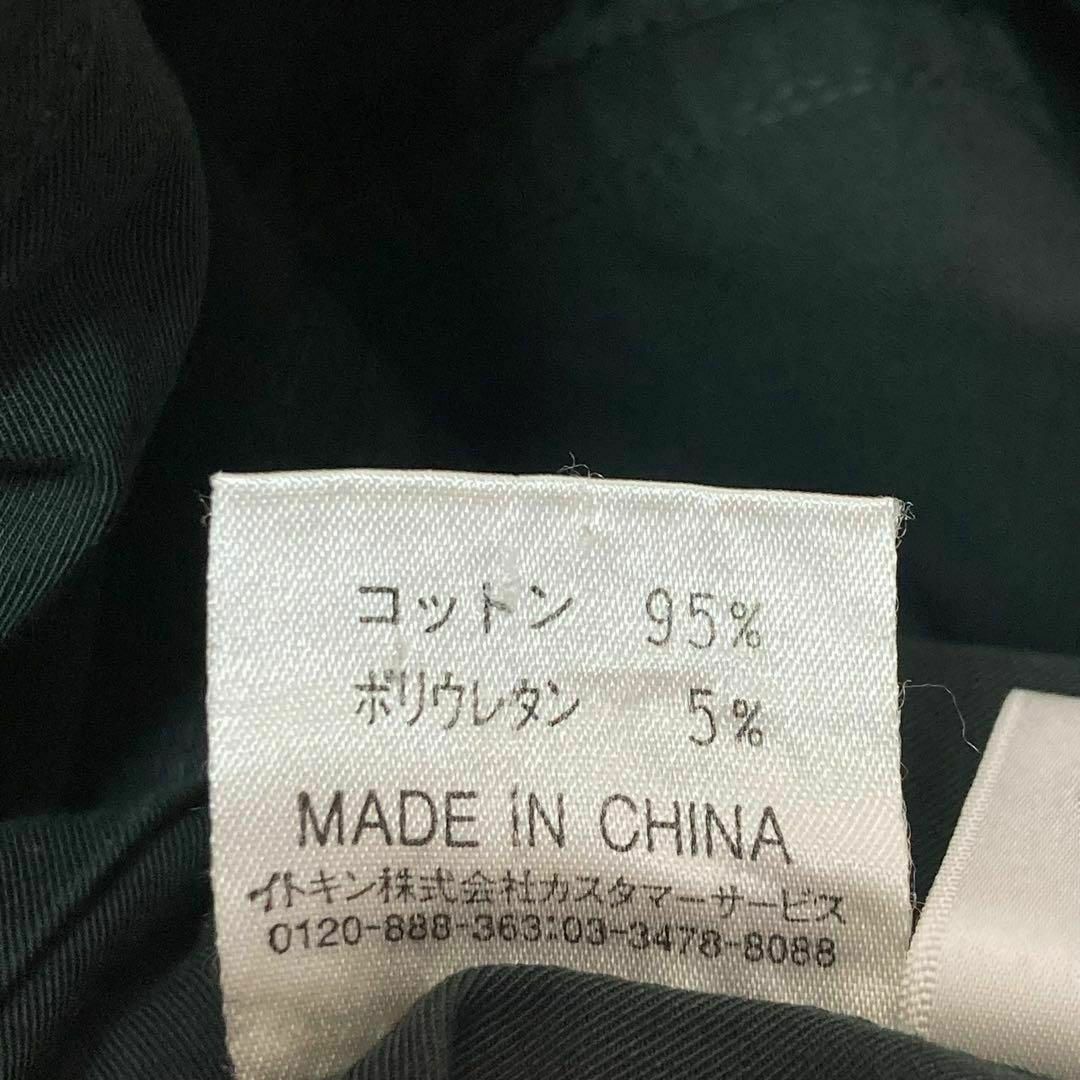 コットン 95%
ポリウレタン 5%
MADE IN CHINA
イトキン株式会社カスタマーサービス
0120-888-363:03-3478-8088